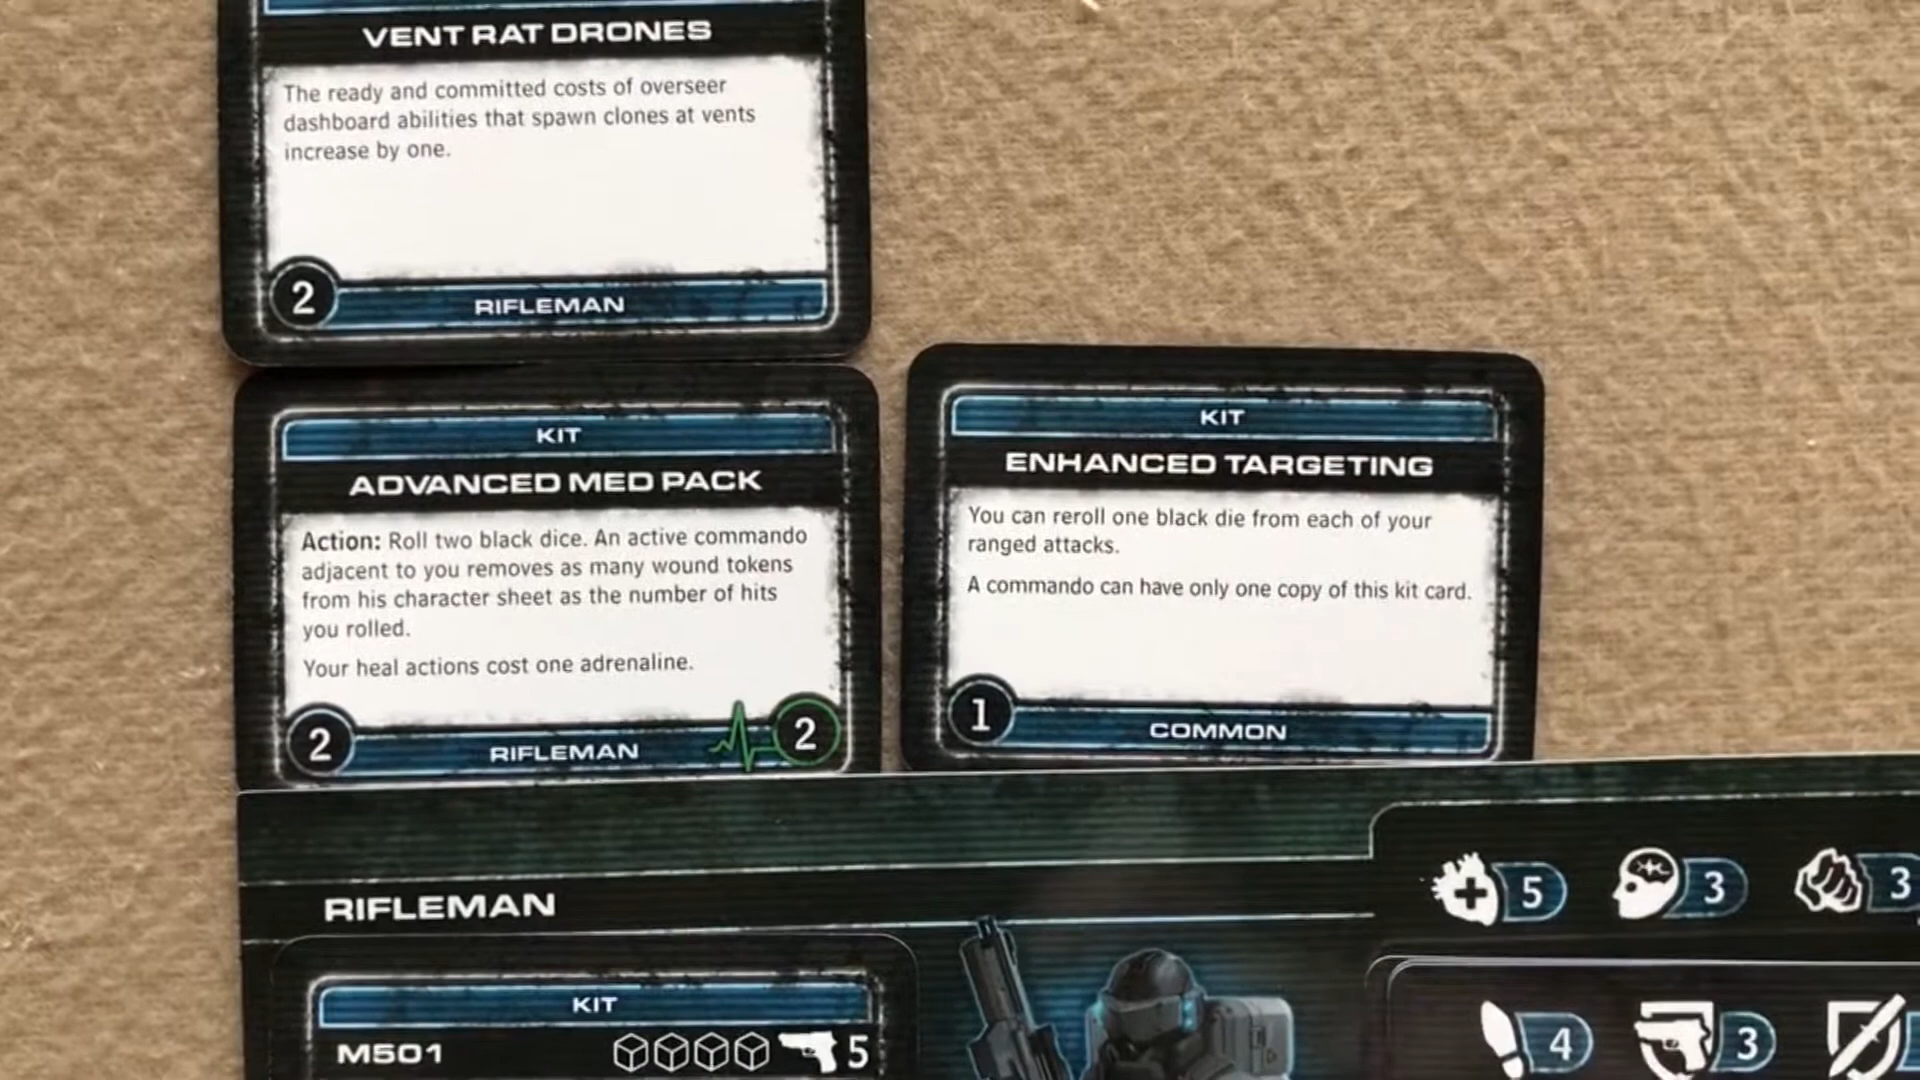 VENT RAT DRONES
The ready and committed costs of overseer
dashboard abilities that spawn clones at vents
increase by one.
2
RIFLEMAN
KIT
ADVANCED MED PACK
Action: Roll two black dice. An active commando
adjacent to you removes as many wound tokens
from his character sheet as the number of hits
you rolled.
Your heal actions cost one adrenaline.
2
RIFLEMAN
2
KIT
ENHANCED TARGETING
You can reroll one black die from each of your
ranged attacks.
A commando can have only one copy of this kit card.
1
COMMON
RIFLEMAN
5
3
3
KIT
M501
5
4
3